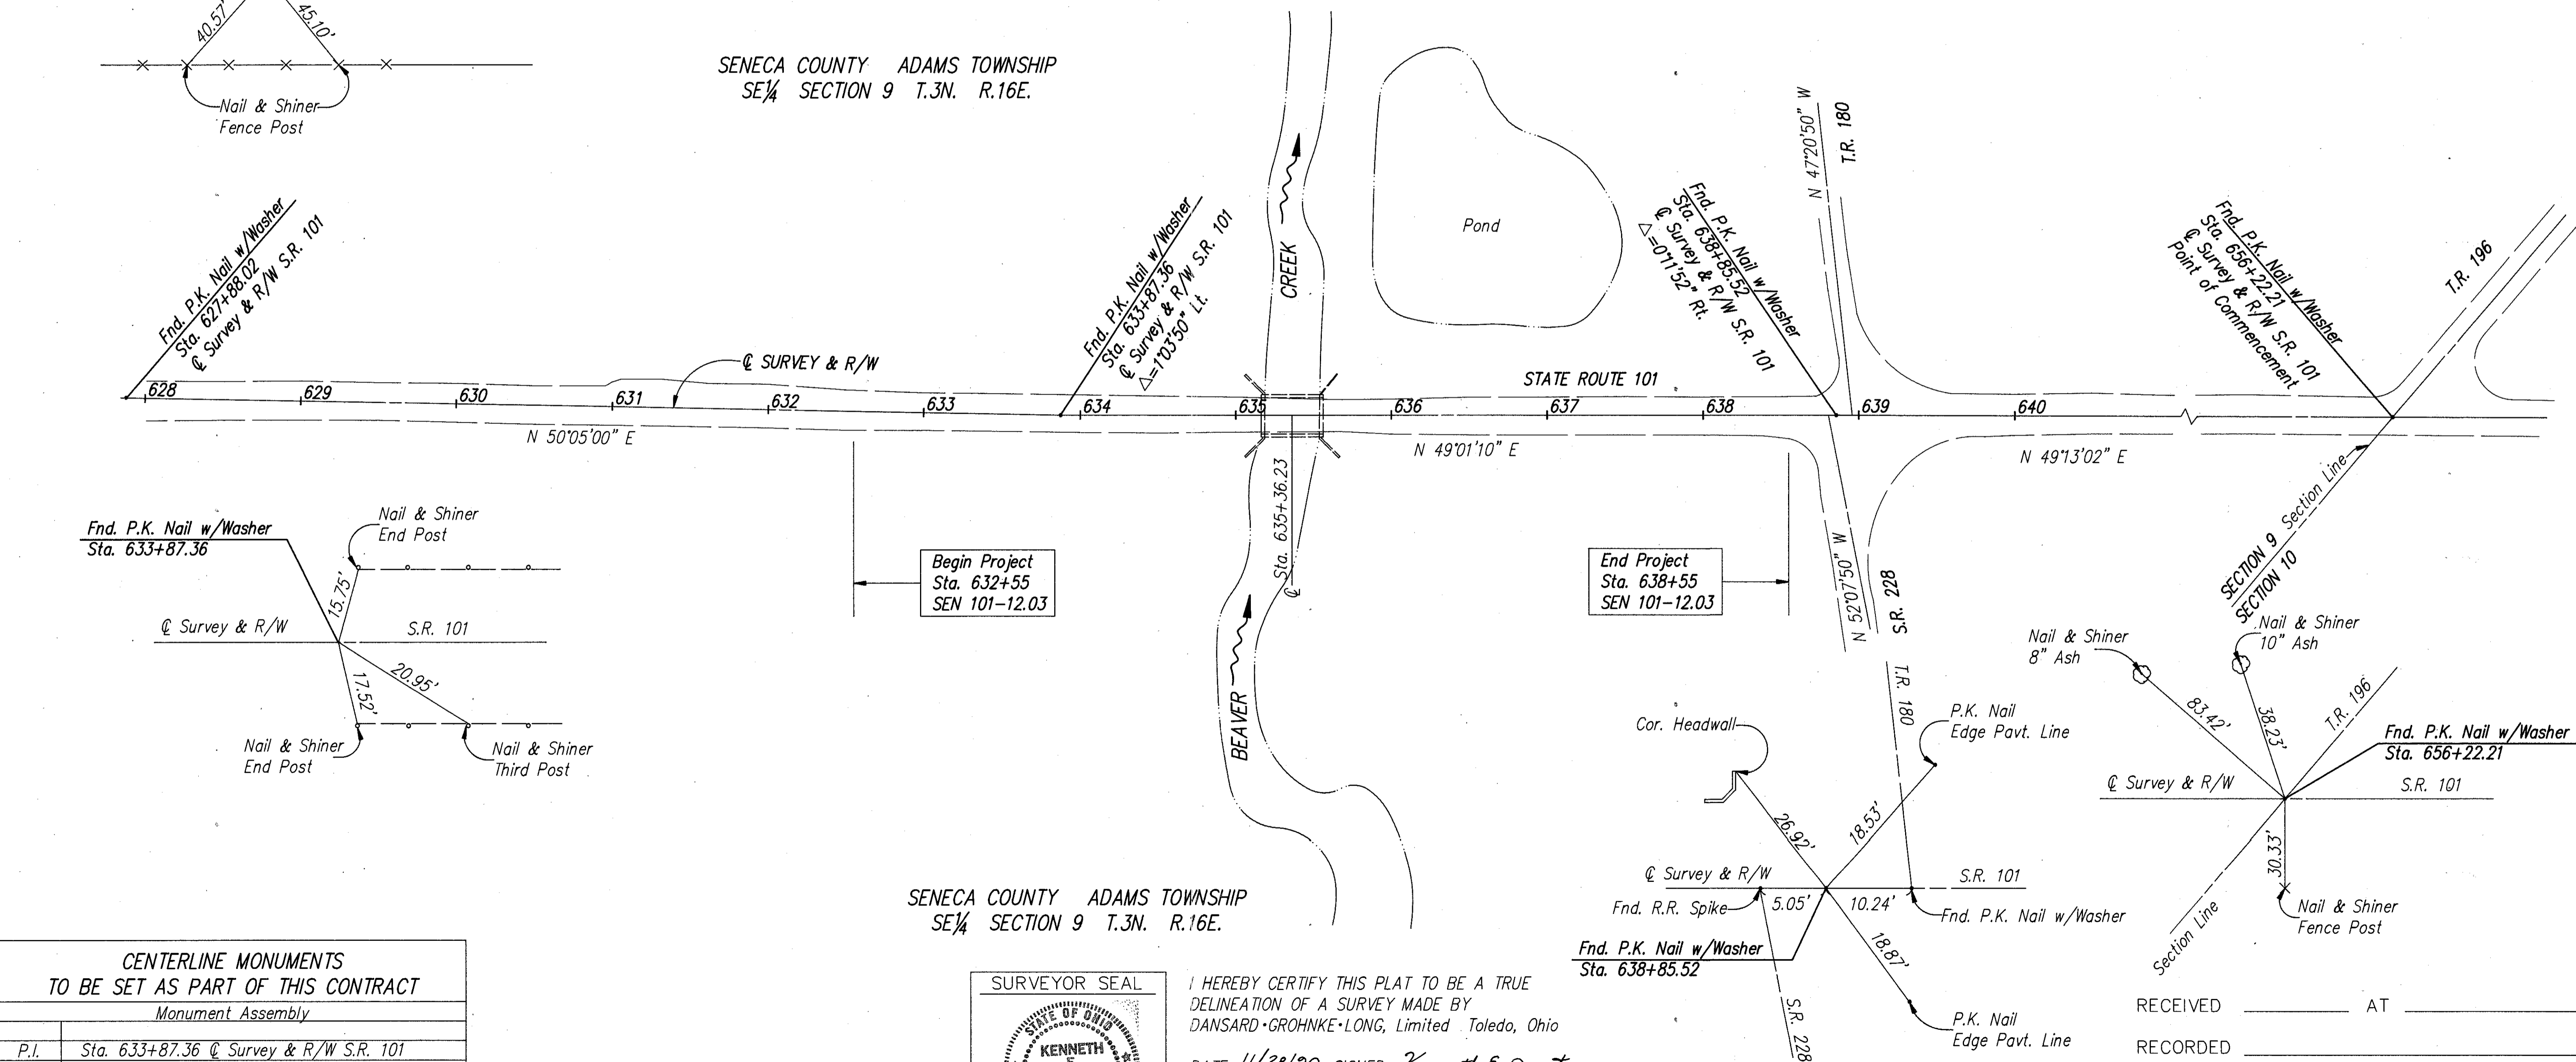 40.57'
45.10'
Nail & Shiner
Fence Post
SENECA COUNTY ADAMS TOWNSHIP
SE¼ SECTION 9 T.3N. R.16E.
Fnd. P.K. Nail w/Washer
Sta. 627+88.02
℄ Survey & R/W S.R. 101
Fnd. P.K. Nail w/Washer
Sta. 633+87.36
℄ Survey & R/W S.R. 101
△=1°03'50" Lt.
CREEK
Pond
Fnd. P.K. Nail w/Washer
Sta. 638+85.52
℄ Survey & R/W S.R. 101
△=0°11'52" Rt.
N 47°20'50" W
T.R. 180
Fnd. P.K. Nail w/Washer
Sta. 656+22.21
℄ Survey & R/W S.R. 101
Point of Commencement
T.R. 196
℄ SURVEY & R/W
STATE ROUTE 101
628 629 630 631 632 633 634 635 636 637 638 639 640
N 50°05'00" E
N 49°01'10" E
N 49°13'02" E
Section Line
SECTION 9
SECTION 10
Fnd. P.K. Nail w/Washer
Sta. 633+87.36
Nail & Shiner
End Post
15.75'
℄ Survey & R/W S.R. 101
20.95'
17.52'
Nail & Shiner
End Post
Nail & Shiner
Third Post
Begin Project
Sta. 632+55
SEN 101-12.03
℄ Sta. 635+36.23
BEAVER
End Project
Sta. 638+55
SEN 101-12.03
N 52°07'50" W
S.R. 228
T.R. 180
Cor. Headwall
P.K. Nail
Edge Pavt. Line
26.92'
18.53'
℄ Survey & R/W
S.R. 101
Fnd. R.R. Spike
5.05'
10.24'
Fnd. P.K. Nail w/Washer
Fnd. P.K. Nail w/Washer
Sta. 638+85.52
18.87'
S.R. 228
P.K. Nail
Edge Pavt. Line
Nail & Shiner
8" Ash
Nail & Shiner
10" Ash
83.42'
38.23'
T.R. 196
Fnd. P.K. Nail w/Washer
Sta. 656+22.21
℄ Survey & R/W
S.R. 101
30.33'
Section Line
Nail & Shiner
Fence Post
SENECA COUNTY ADAMS TOWNSHIP
SE¼ SECTION 9 T.3N. R.16E.
CENTERLINE MONUMENTS
TO BE SET AS PART OF THIS CONTRACT
Monument Assembly
P.I. Sta. 633+87.36 ℄ Survey & R/W S.R. 101
SURVEYOR SEAL
STATE OF OHIO
KENNETH
I HEREBY CERTIFY THIS PLAT TO BE A TRUE
DELINEATION OF A SURVEY MADE BY
DANSARD•GROHNKE•LONG, Limited Toledo, Ohio
RECEIVED AT
RECORDED